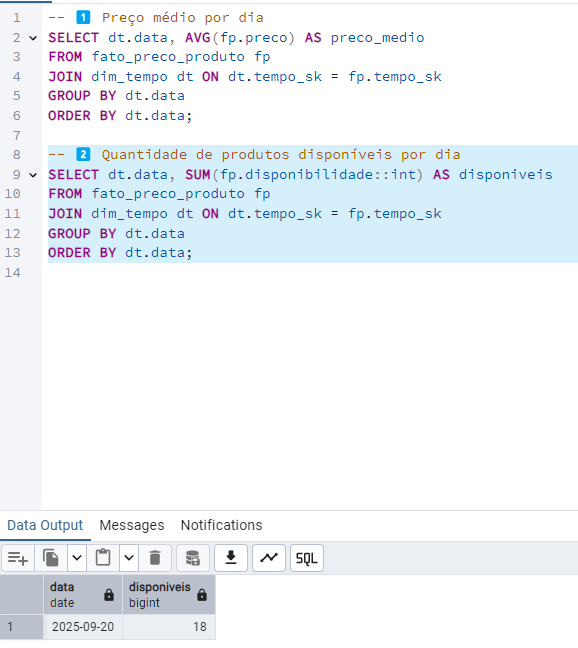 1 -- 1️⃣ Preço médio por dia
2 SELECT dt.data, AVG(fp.preco) AS preco_medio
3 FROM fato_preco_produto fp
4 JOIN dim_tempo dt ON dt.tempo_sk = fp.tempo_sk
5 GROUP BY dt.data
6 ORDER BY dt.data;
7
8 -- 2️⃣ Quantidade de produtos disponíveis por dia
9 SELECT dt.data, SUM(fp.disponibilidade::int) AS disponiveis
10 FROM fato_preco_produto fp
11 JOIN dim_tempo dt ON dt.tempo_sk = fp.tempo_sk
12 GROUP BY dt.data
13 ORDER BY dt.data;
14
Data Output Messages Notifications
SQL
data disponiveis
date bigint
1 2025-09-20 18